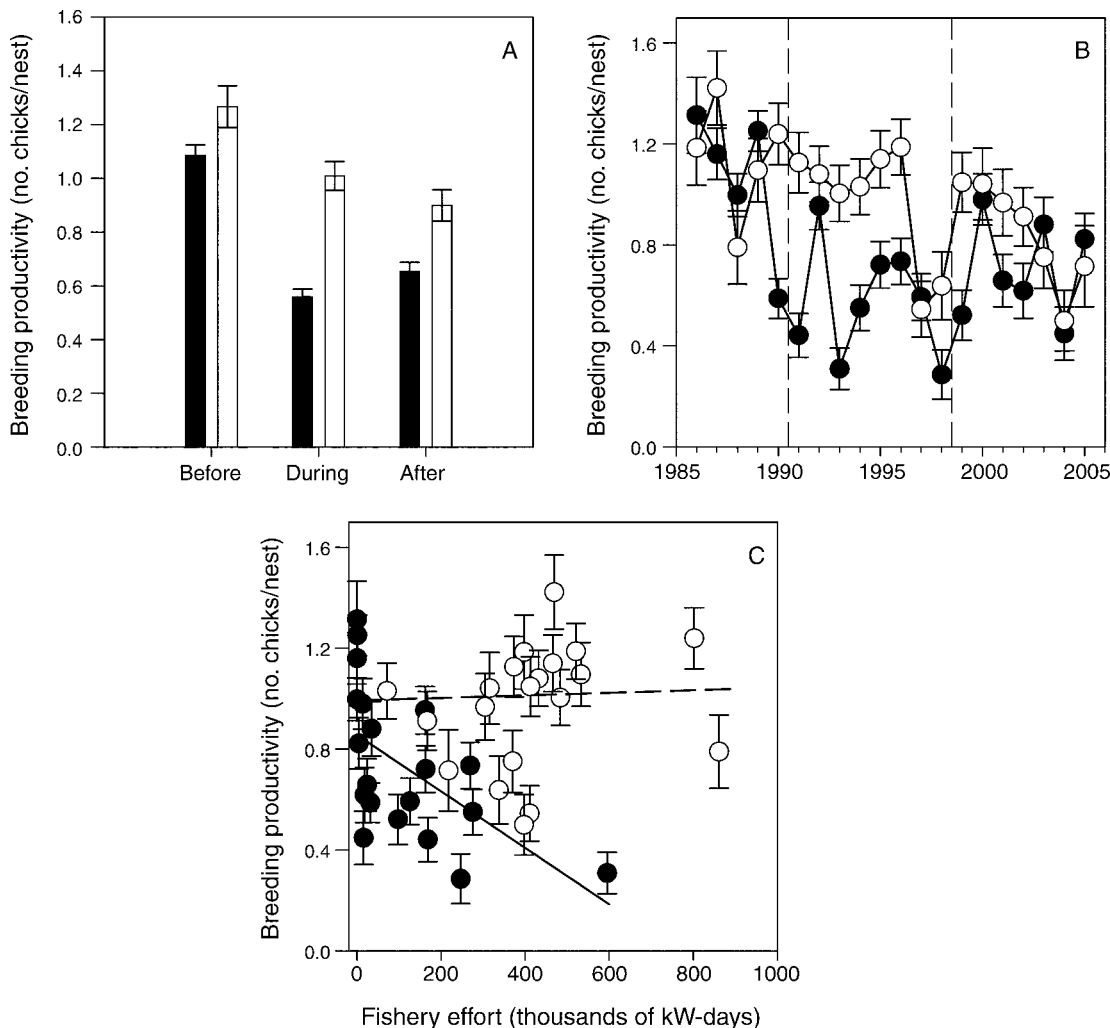 A
Breeding productivity (no. chicks/nest)
1.6
1.4
1.2
1.0
0.8
0.6
0.4
0.2
0.0
Before During After
B
Breeding productivity (no. chicks/nest)
1.6
1.2
0.8
0.4
0.0
1985 1990 1995 2000 2005
C
Breeding productivity (no. chicks/nest)
1.6
1.2
0.8
0.4
0.0
0 200 400 600 800 1000
Fishery effort (thousands of kW-days)